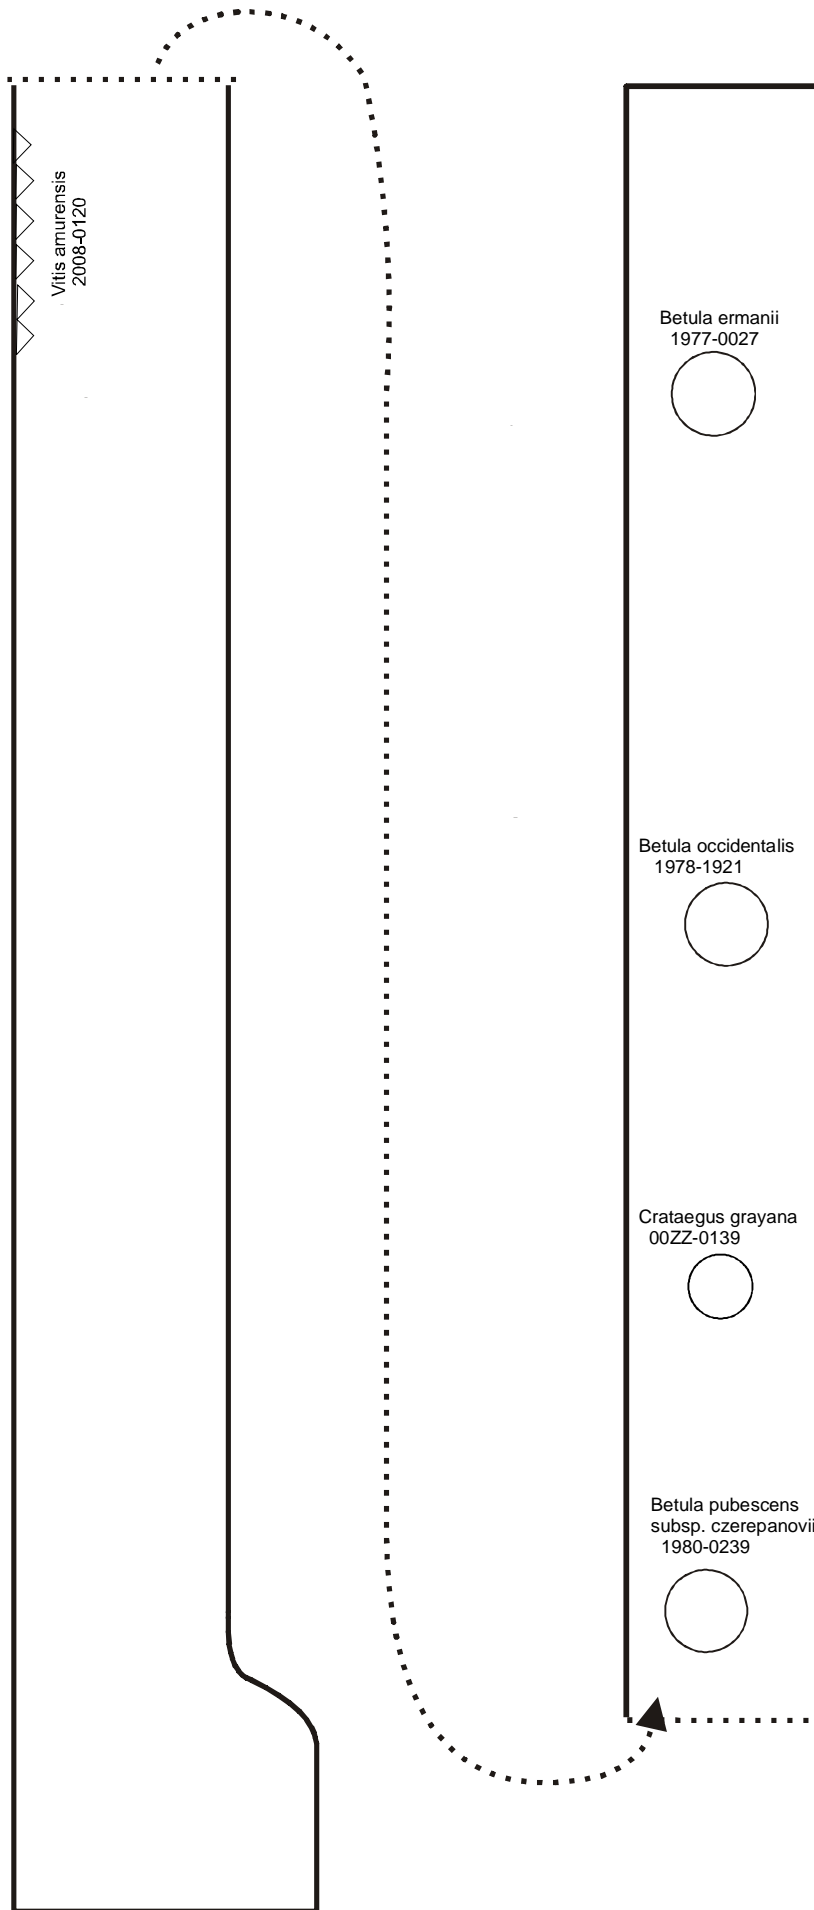 Vitis amurensis
2008-0120
Betula ermanii
1977-0027
Betula occidentalis
1978-1921
Crataegus grayana
00ZZ-0139
Betula pubescens
subsp. czerepanovii
1980-0239